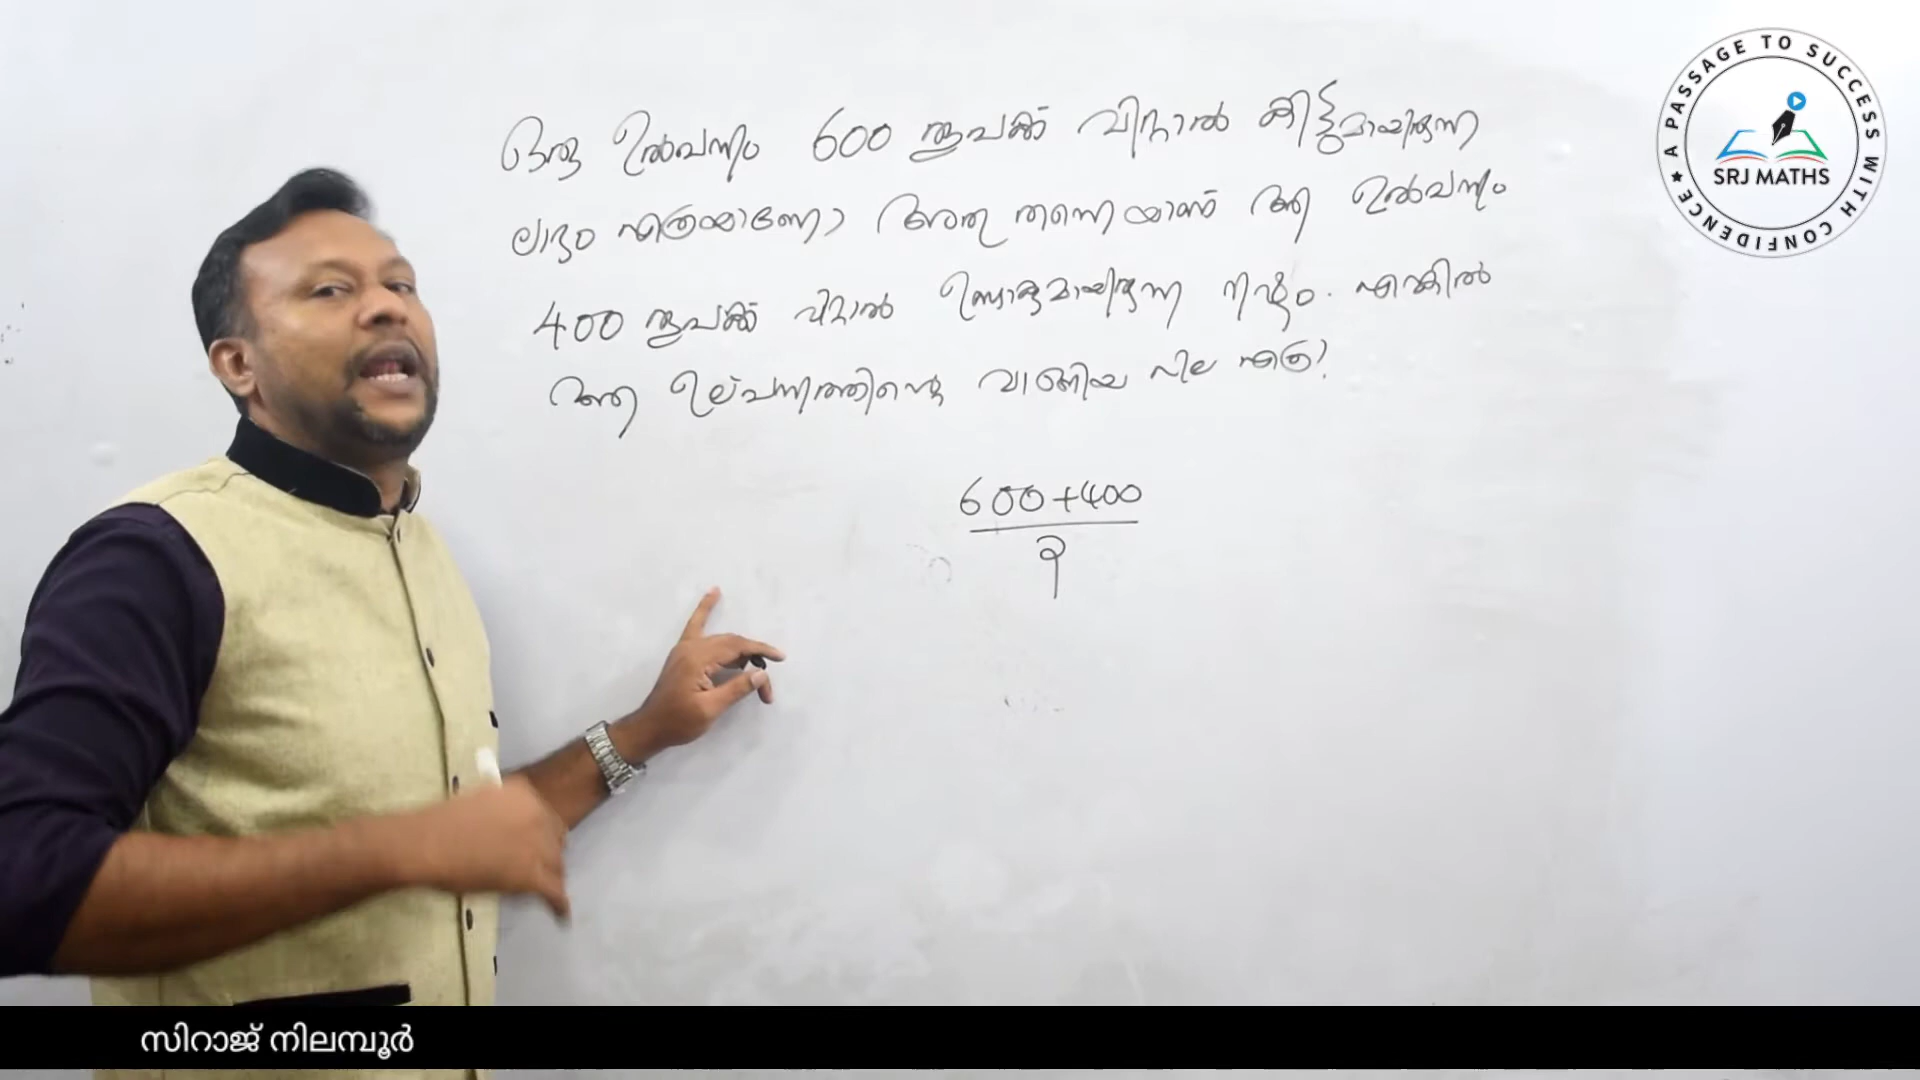 ഒരു ഉൽപന്നം 600 രൂപക്ക് വിറ്റാൽ കിട്ടുമായിരുന്ന
ലാഭം എത്രയാണോ അതു തന്നെയാണ് ആ ഉൽപന്നം
400 രൂപക്ക് വിറ്റാൽ ഉണ്ടാകുമായിരുന്ന നഷ്ടം. എങ്കിൽ
ആ ഉല്പന്നത്തിന്റെ വാങ്ങിയ വില എത്ര?
600+400
2
A PASSAGE TO SUCCESS WITH CONFIDENCE
SRJ MATHS
സിറാജ് നിലമ്പൂർ